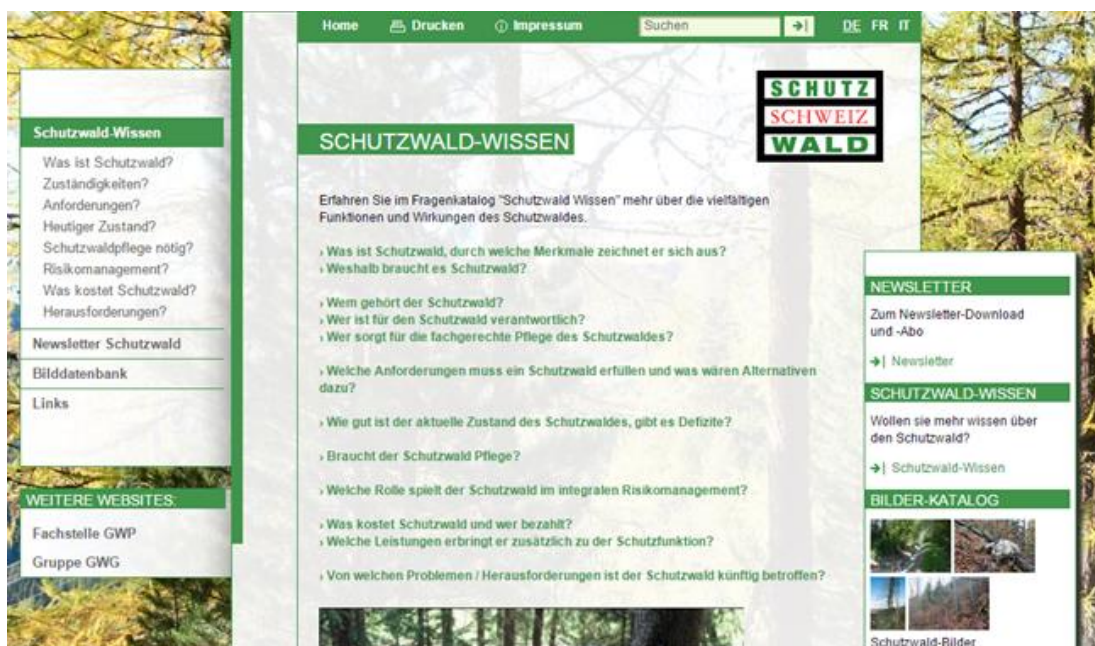 Home Drucken Impressum Suchen DE FR IT
SCHUTZ
SCHWEIZ
WALD
Schutzwald-Wissen
Was ist Schutzwald?
Zuständigkeiten?
Anforderungen?
Heutiger Zustand?
Schutzwaldpflege nötig?
Risikomanagement?
Was kostet Schutzwald?
Herausforderungen?
Newsletter Schutzwald
Bilddatenbank
Links
WEITERE WEBSITES:
Fachstelle GWP
Gruppe GWG
SCHUTZWALD-WISSEN
Erfahren Sie im Fragenkatalog "Schutzwald Wissen" mehr über die vielfältigen
Funktionen und Wirkungen des Schutzwaldes.
› Was ist Schutzwald, durch welche Merkmale zeichnet er sich aus?
› Weshalb braucht es Schutzwald?
› Wem gehört der Schutzwald?
› Wer ist für den Schutzwald verantwortlich?
› Wer sorgt für die fachgerechte Pflege des Schutzwaldes?
› Welche Anforderungen muss ein Schutzwald erfüllen und was wären Alternativen
dazu?
› Wie gut ist der aktuelle Zustand des Schutzwaldes, gibt es Defizite?
› Braucht der Schutzwald Pflege?
› Welche Rolle spielt der Schutzwald im integralen Risikomanagement?
› Was kostet Schutzwald und wer bezahlt?
› Welche Leistungen erbringt er zusätzlich zu der Schutzfunktion?
› Von welchen Problemen / Herausforderungen ist der Schutzwald künftig betroffen?
NEWSLETTER
Zum Newsletter-Download
und -Abo
Newsletter
SCHUTZWALD-WISSEN
Wollen sie mehr wissen über
den Schutzwald?
Schutzwald-Wissen
BILDER-KATALOG
Schutzwald-Bilder